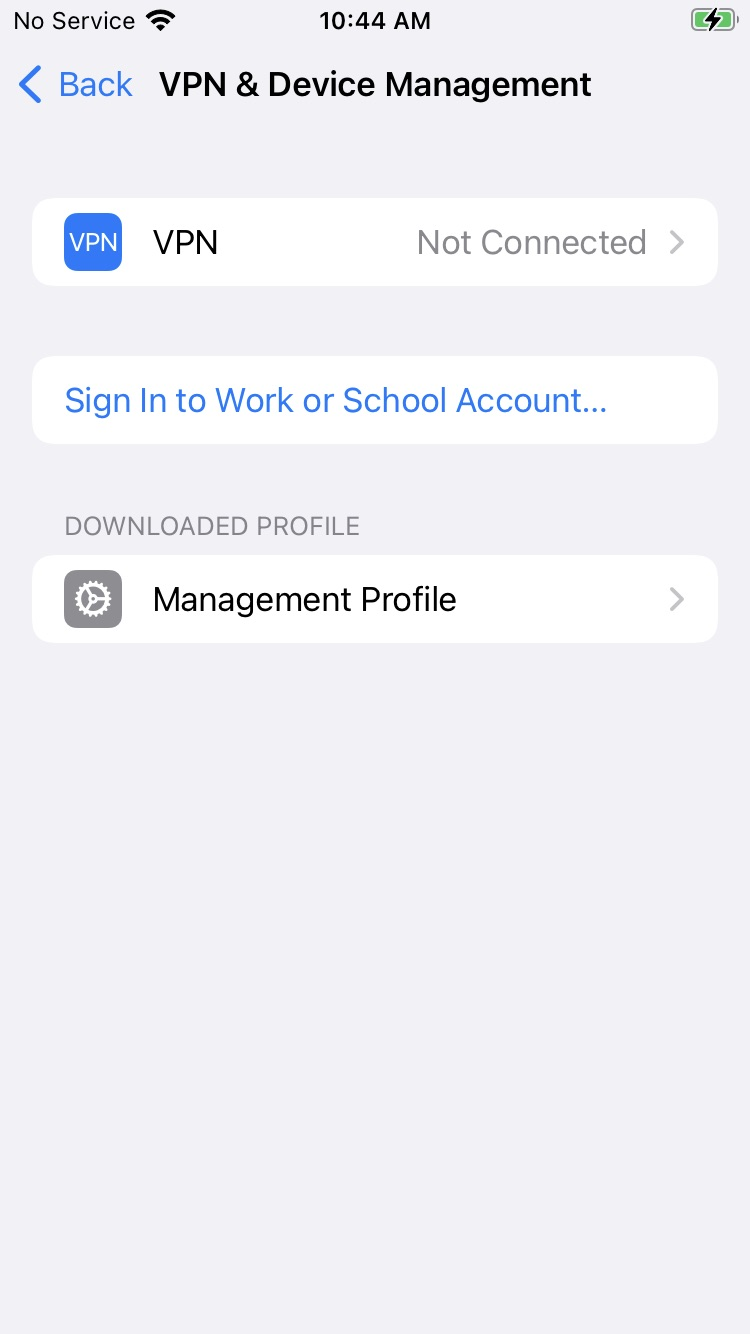 No Service 10:44 AM
Back VPN & Device Management
VPN VPN Not Connected
Sign In to Work or School Account...
DOWNLOADED PROFILE
Management Profile